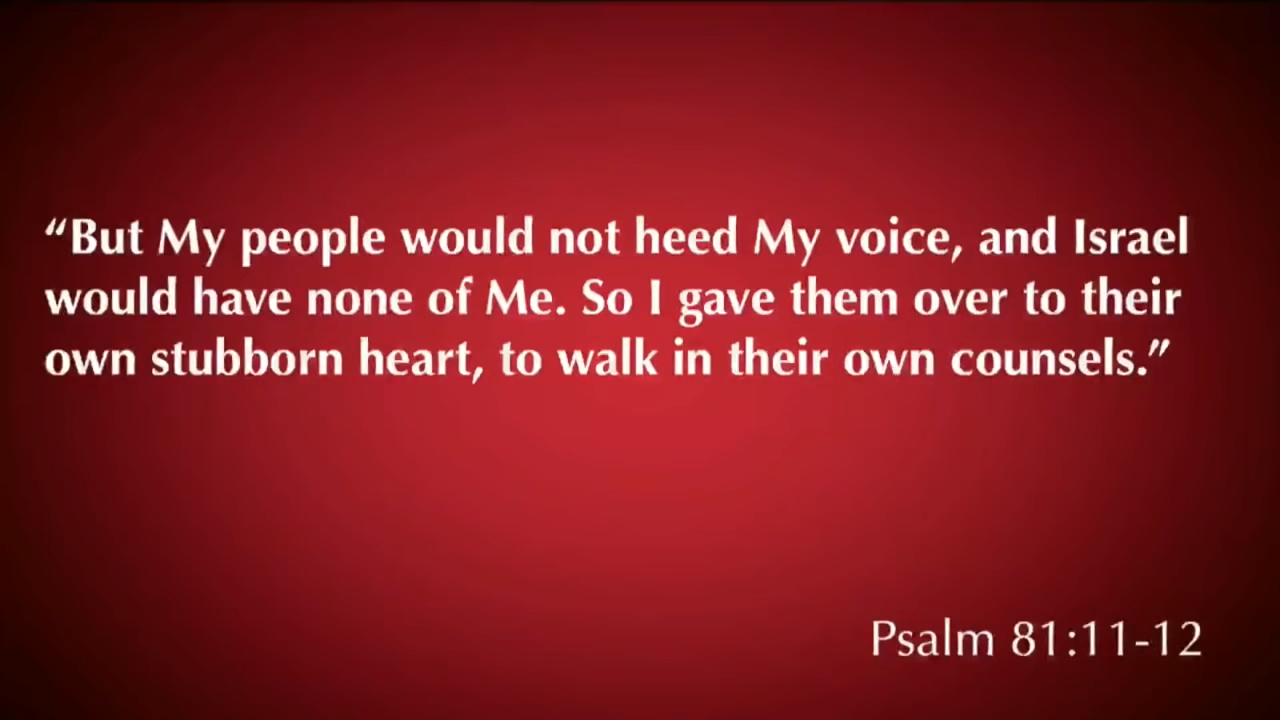 “But My people would not heed My voice, and Israel
would have none of Me. So I gave them over to their
own stubborn heart, to walk in their own counsels.”
Psalm 81:11-12